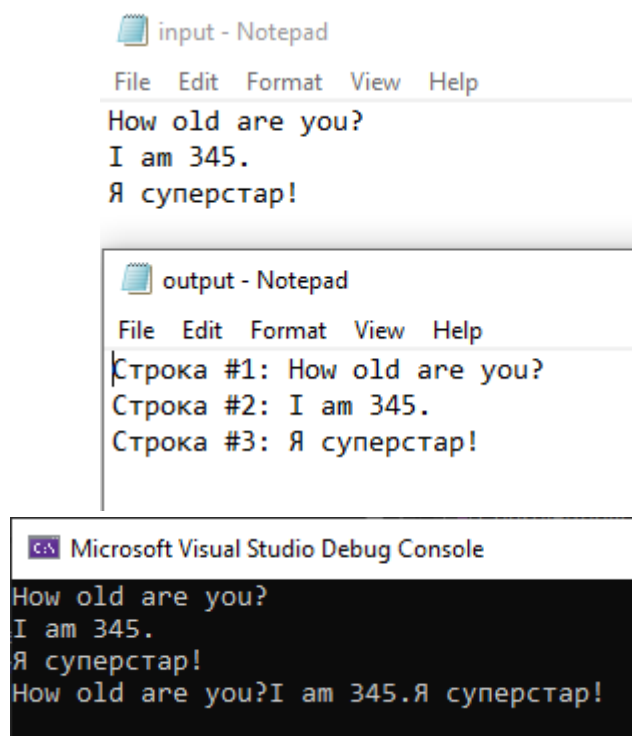 input - Notepad
File Edit Format View Help
How old are you?
I am 345.
Я суперстар!
output - Notepad
File Edit Format View Help
Строка #1: How old are you?
Строка #2: I am 345.
Строка #3: Я суперстар!
Microsoft Visual Studio Debug Console
How old are you?
I am 345.
Я суперстар!
How old are you?I am 345.Я суперстар!